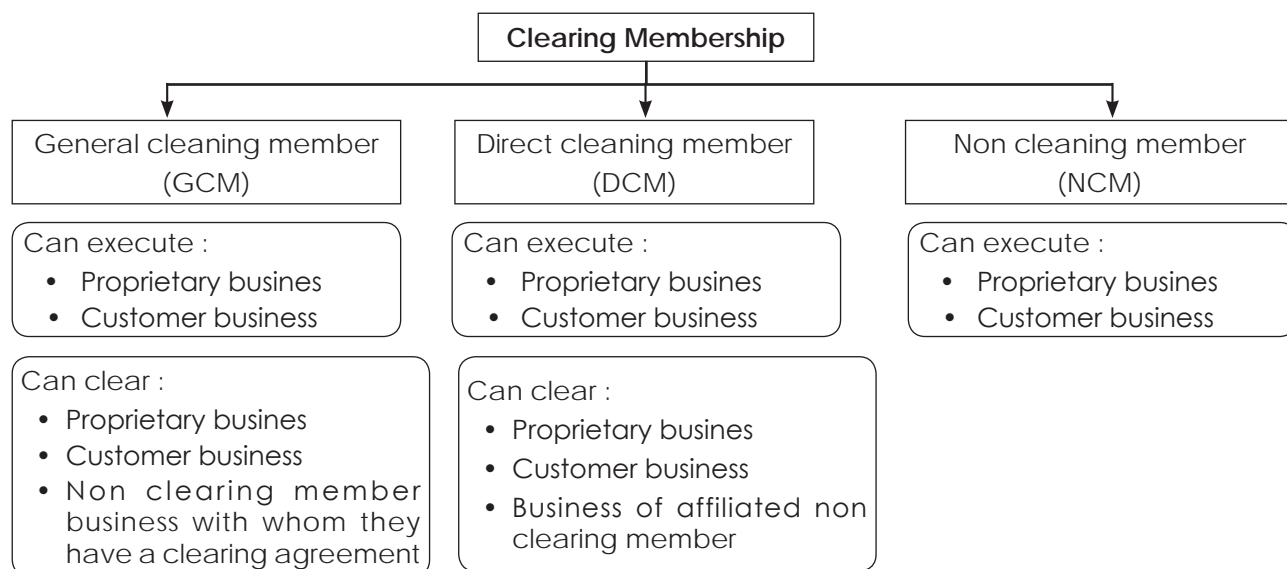 Clearing Membership
General cleaning member
(GCM)
Direct cleaning member
(DCM)
Non cleaning member
(NCM)
Can execute :
• Proprietary busines
• Customer business
Can execute :
• Proprietary busines
• Customer business
Can execute :
• Proprietary busines
• Customer business
Can clear :
• Proprietary busines
• Customer business
• Non clearing member
business with whom they
have a clearing agreement
Can clear :
• Proprietary busines
• Customer business
• Business of affiliated non
clearing member